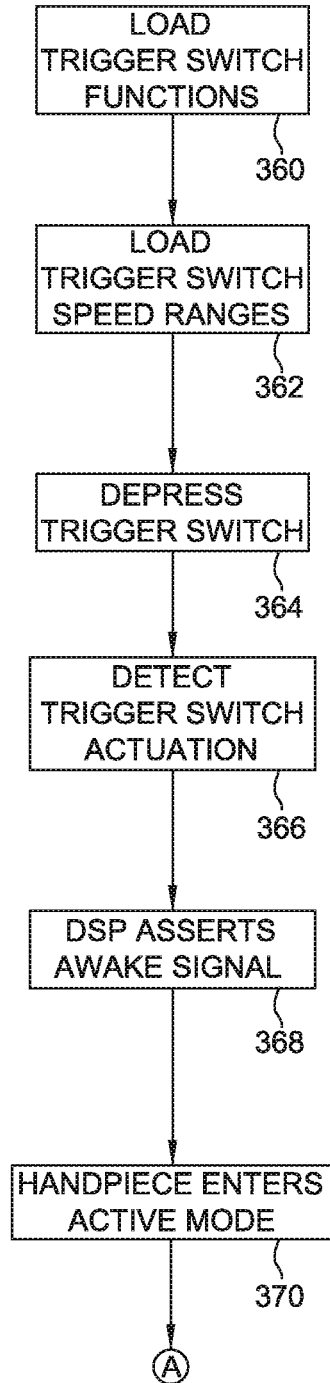 LOAD
TRIGGER SWITCH
FUNCTIONS
360
LOAD
TRIGGER SWITCH
SPEED RANGES
362
DEPRESS
TRIGGER SWITCH
364
DETECT
TRIGGER SWITCH
ACTUATION
366
DSP ASSERTS
AWAKE SIGNAL
368
HANDPIECE ENTERS
ACTIVE MODE
370
A